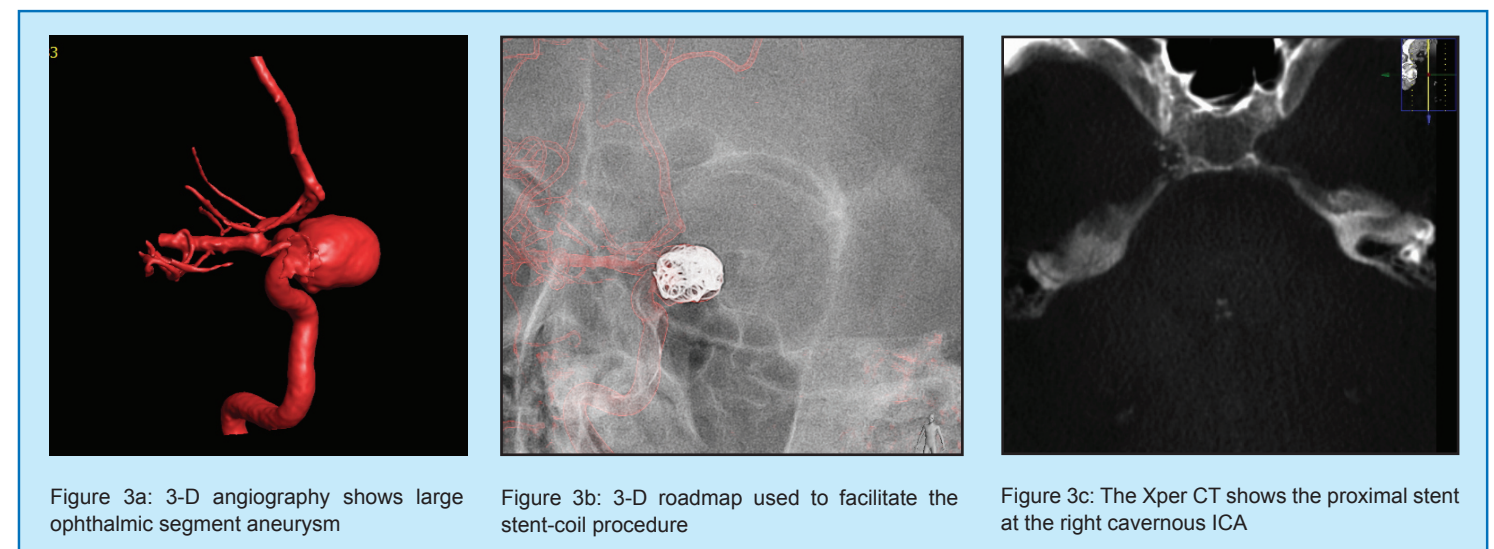 3
Figure 3a: 3-D angiography shows large
ophthalmic segment aneurysm
Figure 3b: 3-D roadmap used to facilitate the
stent-coil procedure
Figure 3c: The Xper CT shows the proximal stent
at the right cavernous ICA